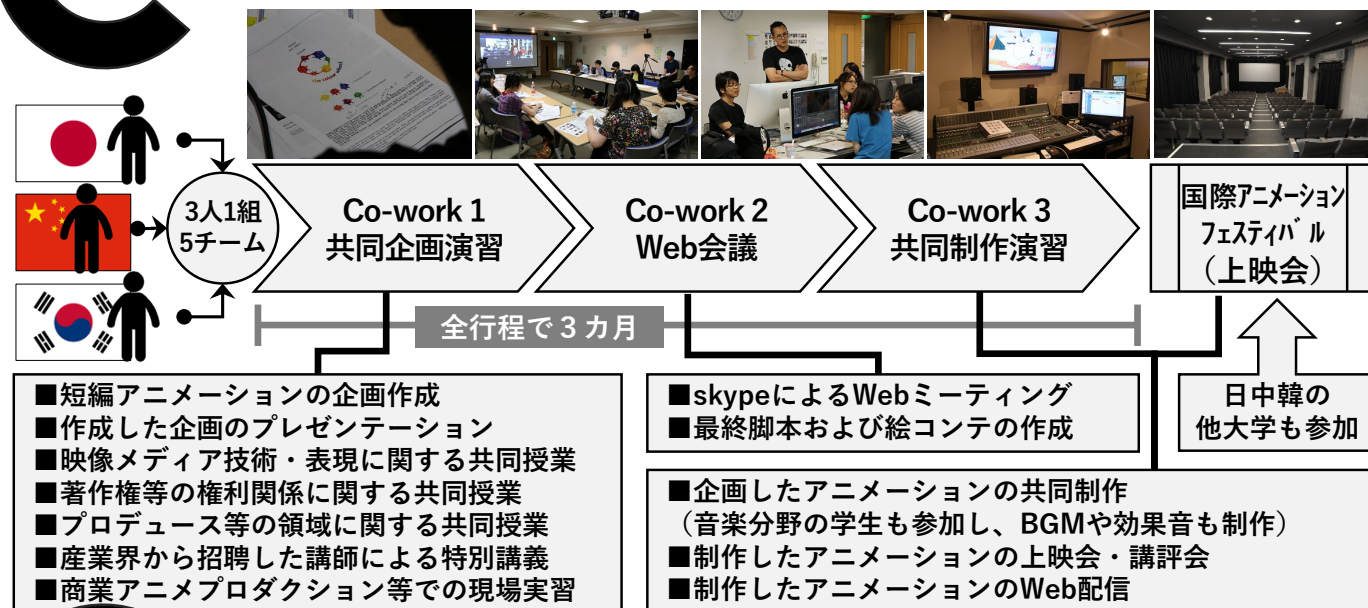 3人1組
5チーム
Co-work 1
共同企画演習
Co-work 2
Web会議
Co-work 3
共同制作演習
国際アニメーション
フェスティバル
（上映会）
全行程で３カ月
■短編アニメーションの企画作成
■作成した企画のプレゼンテーション
■映像メディア技術・表現に関する共同授業
■著作権等の権利関係に関する共同授業
■プロデュース等の領域に関する共同授業
■産業界から招聘した講師による特別講義
■商業アニメプロダクション等での現場実習
■skypeによるWebミーティング
■最終脚本および絵コンテの作成
日中韓の
他大学も参加
■企画したアニメーションの共同制作
（音楽分野の学生も参加し、BGMや効果音も制作）
■制作したアニメーションの上映会・講評会
■制作したアニメーションのWeb配信